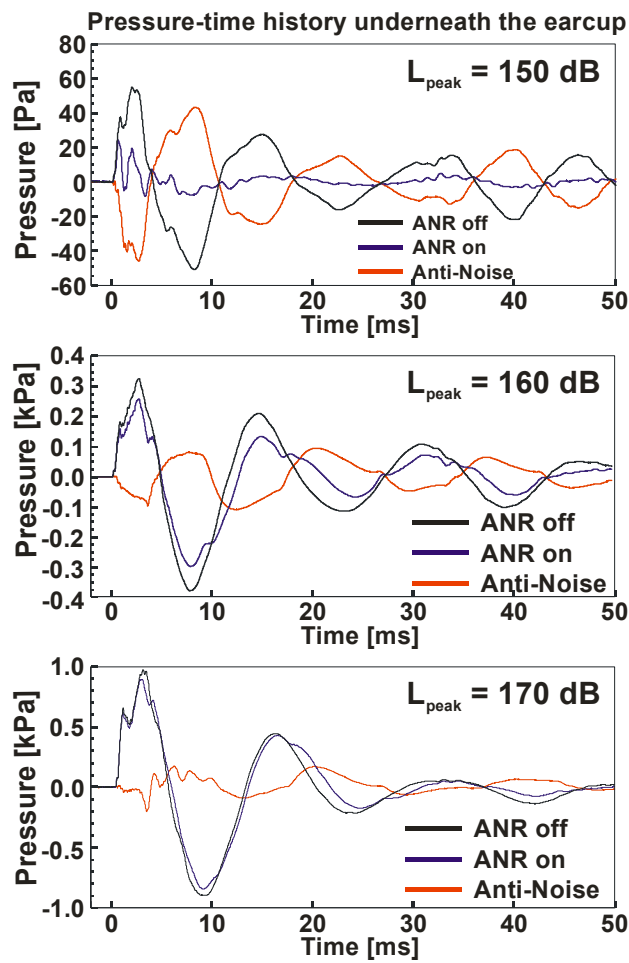 Pressure-time history underneath the earcup
80
60
40
20
0
-20
-40
-60
Pressure [Pa]
L_peak = 150 dB
ANR off
ANR on
Anti-Noise
0 10 20 30 40 50
Time [ms]
0.4
0.3
0.2
0.1
0.0
-0.1
-0.2
-0.3
-0.4
Pressure [kPa]
L_peak = 160 dB
ANR off
ANR on
Anti-Noise
0 10 20 30 40 50
Time [ms]
1.0
0.5
0.0
-0.5
-1.0
Pressure [kPa]
L_peak = 170 dB
ANR off
ANR on
Anti-Noise
0 10 20 30 40 50
Time [ms]